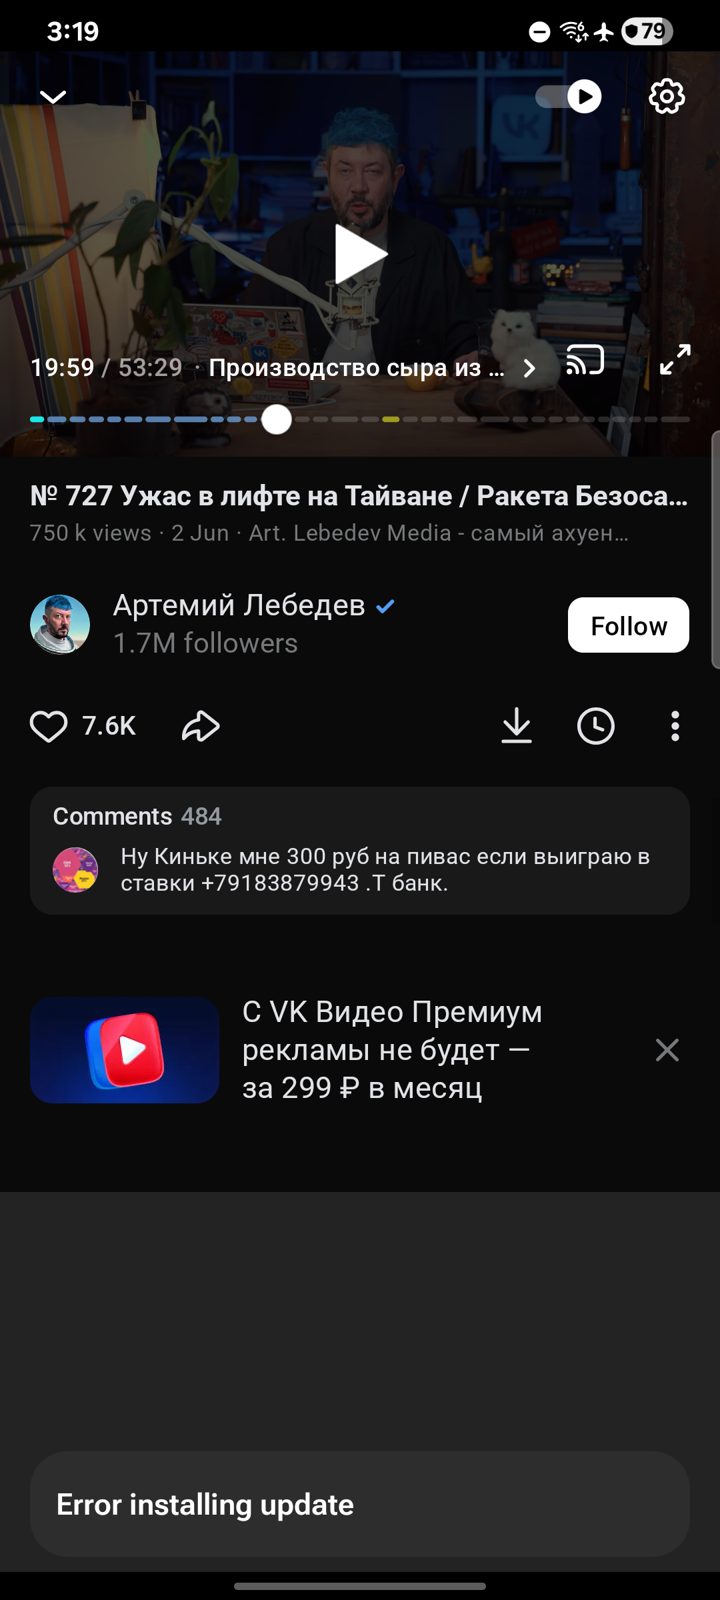 3:19
79
19:59 / 53:29 · Производство сыра из ...
№ 727 Ужас в лифте на Тайване / Ракета Безоса...
750 k views · 2 Jun · Art. Lebedev Media - самый ахуен...
Артемий Лебедев
1.7M followers
Follow
7.6K
Comments 484
Ну Киньке мне 300 руб на пивас если выиграю в
ставки +79183879943 .Т банк.
С VK Видео Премиум
рекламы не будет —
за 299 ₽ в месяц
Error installing update